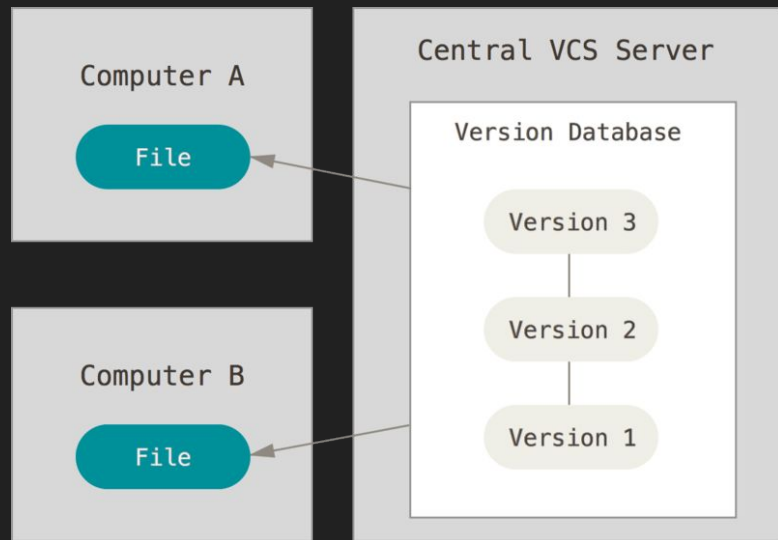 Computer A
File
Central VCS Server
Version Database
Version 3
Version 2
Version 1
Computer B
File